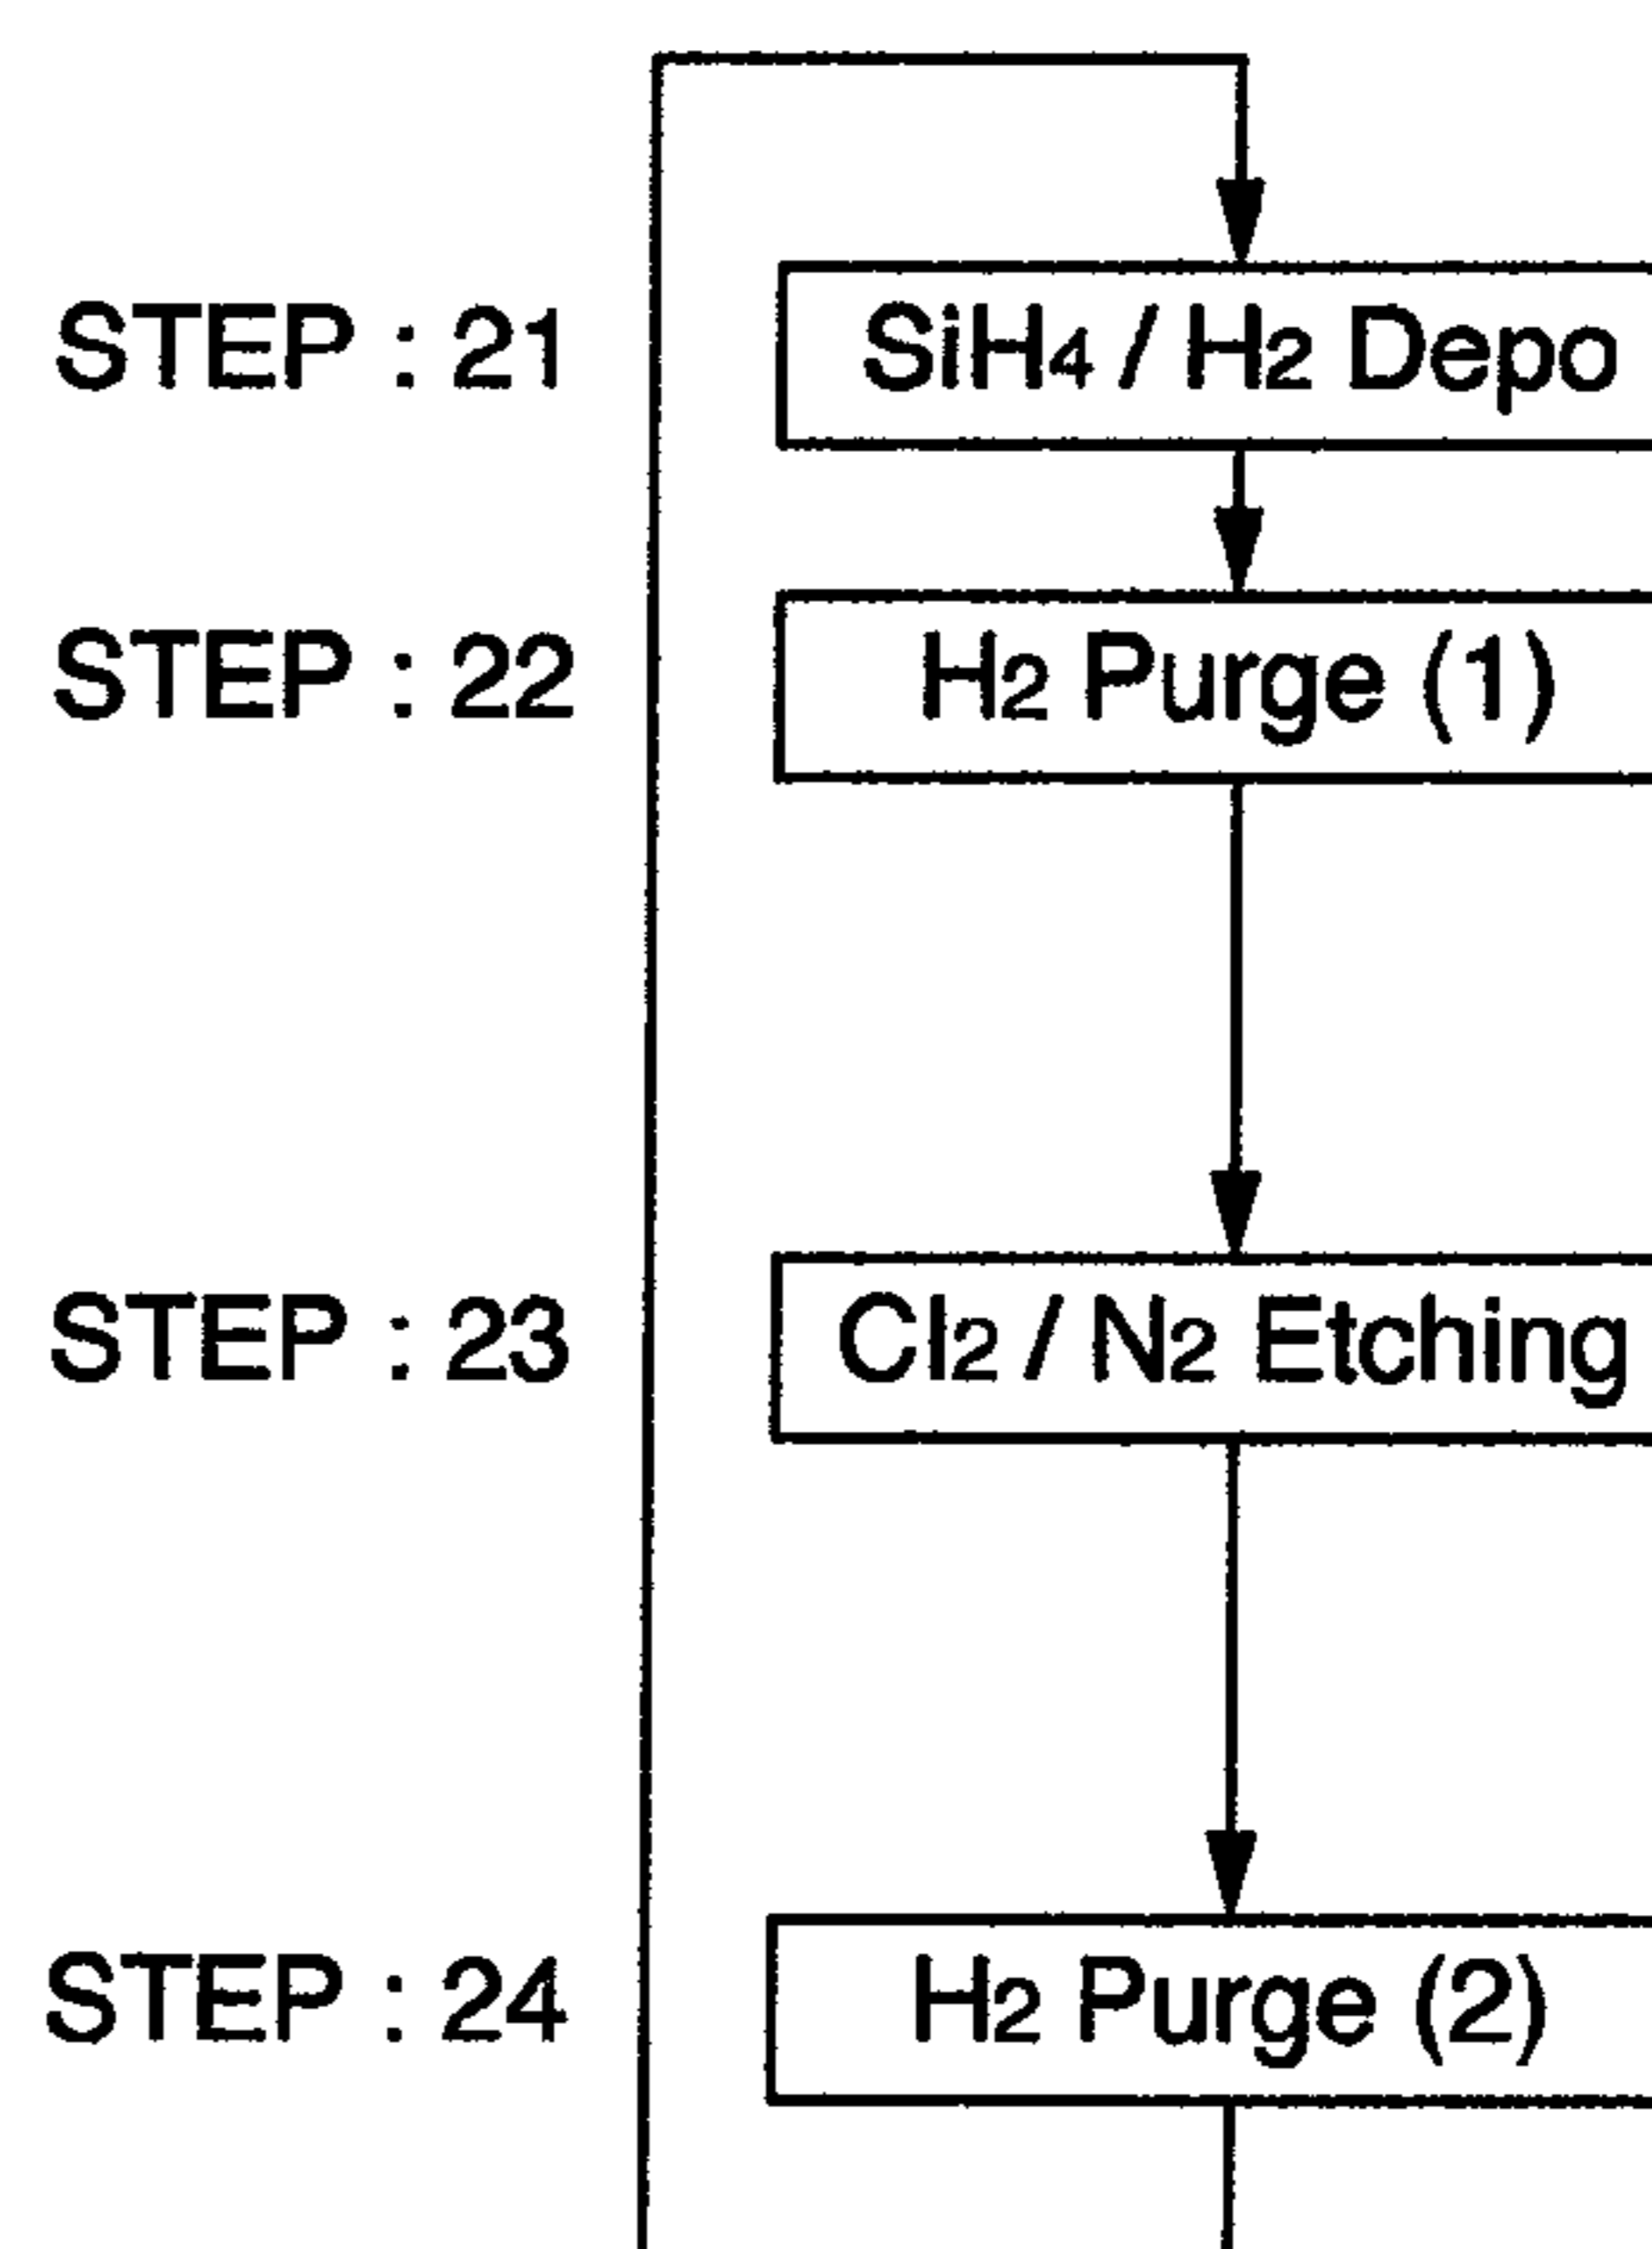 STEP : 21 SiH4 / H2 Depo
STEP : 22 H2 Purge (1)
STEP : 23 Cl2 / N2 Etching
STEP : 24 H2 Purge (2)